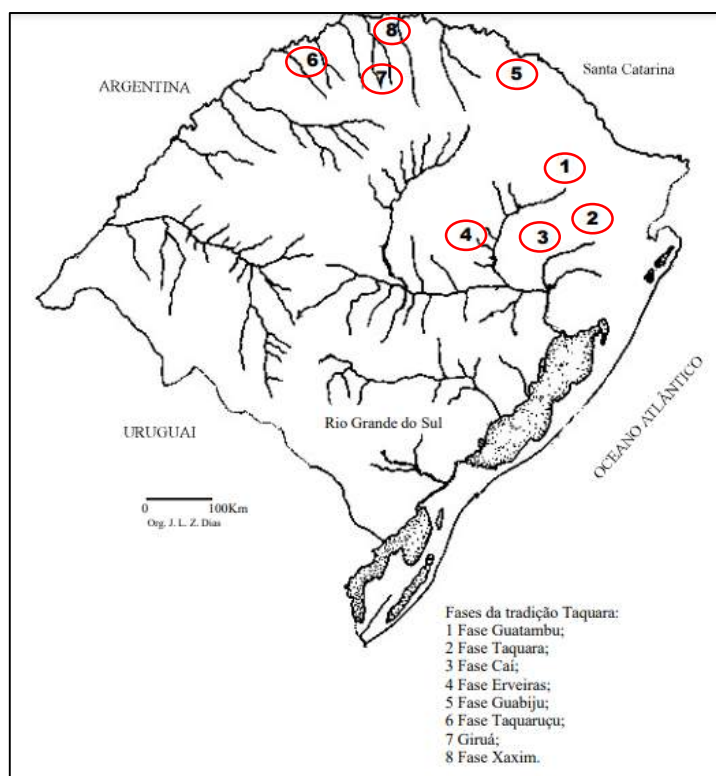 8
6
7
5
Santa Catarina
ARGENTINA
1
2
4
3
Rio Grande do Sul
URUGUAI
OCEANO ATLÂNTICO
0 100Km
Org. J. L. Z. Dias
Fases da tradição Taquara:
1 Fase Guatambu;
2 Fase Taquara;
3 Fase Caí;
4 Fase Erveiras;
5 Fase Guabiju;
6 Fase Taquaruçu;
7 Giruá;
8 Fase Xaxim.